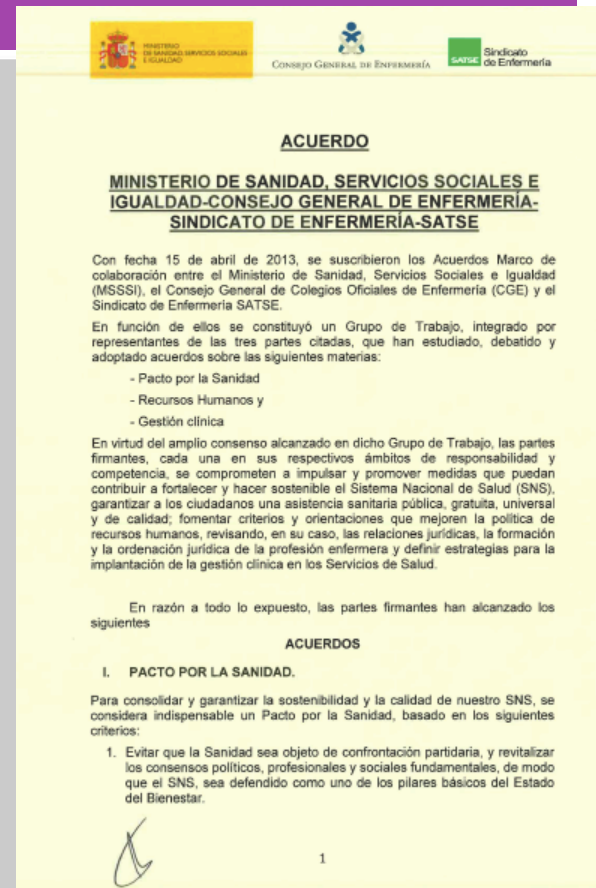 MINISTERIO
DE SANIDAD, SERVICIOS SOCIALES
E IGUALDAD
CONSEJO GENERAL DE ENFERMERÍA
SATSE
Sindicato
de Enfermería
ACUERDO
MINISTERIO DE SANIDAD, SERVICIOS SOCIALES E
IGUALDAD-CONSEJO GENERAL DE ENFERMERÍA-
SINDICATO DE ENFERMERÍA-SATSE
Con fecha 15 de abril de 2013, se suscribieron los Acuerdos Marco de
colaboración entre el Ministerio de Sanidad, Servicios Sociales e Igualdad
(MSSSI), el Consejo General de Colegios Oficiales de Enfermería (CGE) y el
Sindicato de Enfermería SATSE.
En función de ellos se constituyó un Grupo de Trabajo, integrado por
representantes de las tres partes citadas, que han estudiado, debatido y
adoptado acuerdos sobre las siguientes materias:
- Pacto por la Sanidad
- Recursos Humanos y
- Gestión clínica
En virtud del amplio consenso alcanzado en dicho Grupo de Trabajo, las partes
firmantes, cada una en sus respectivos ámbitos de responsabilidad y
competencia, se comprometen a impulsar y promover medidas que puedan
contribuir a fortalecer y hacer sostenible el Sistema Nacional de Salud (SNS),
garantizar a los ciudadanos una asistencia sanitaria pública, gratuita, universal
y de calidad; fomentar criterios y orientaciones que mejoren la política de
recursos humanos, revisando, en su caso, las relaciones jurídicas, la formación
y la ordenación jurídica de la profesión enfermera y definir estrategias para la
implantación de la gestión clínica en los Servicios de Salud.
En razón a todo lo expuesto, las partes firmantes han alcanzado los
siguientes
ACUERDOS
I. PACTO POR LA SANIDAD.
Para consolidar y garantizar la sostenibilidad y la calidad de nuestro SNS, se
considera indispensable un Pacto por la Sanidad, basado en los siguientes
criterios:
1. Evitar que la Sanidad sea objeto de confrontación partidaria, y revitalizar
los consensos políticos, profesionales y sociales fundamentales, de modo
que el SNS, sea defendido como uno de los pilares básicos del Estado
del Bienestar.
1